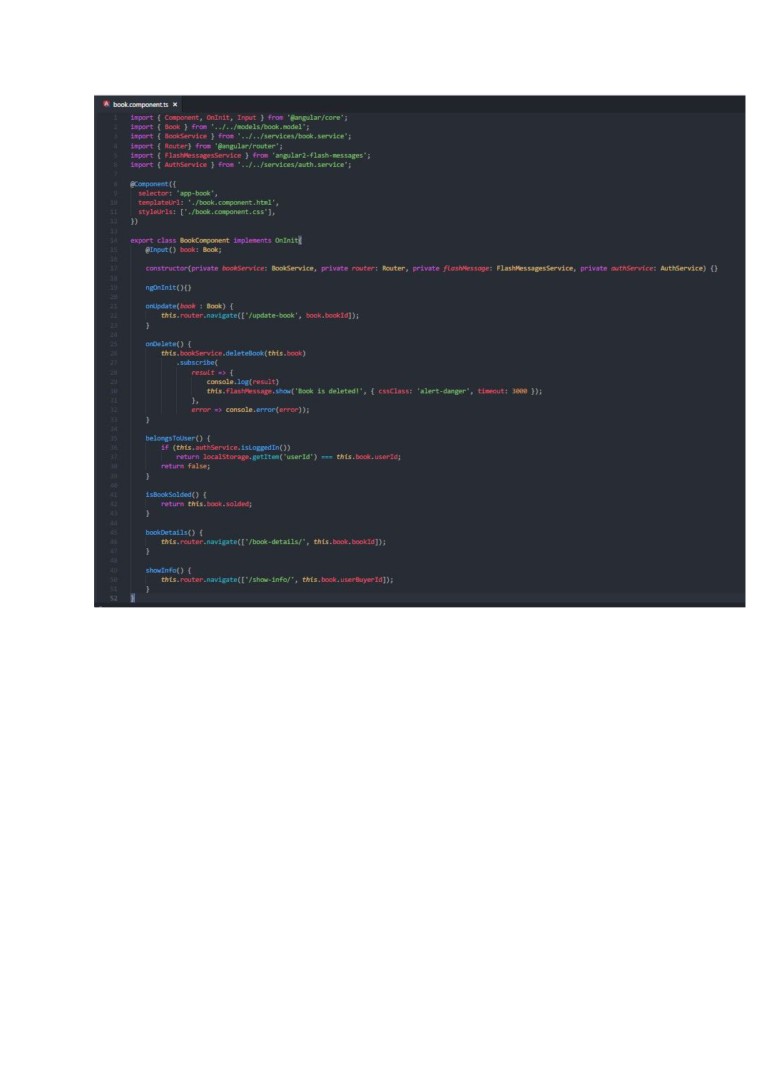 book.component.ts ×
1 import { Component, OnInit, Input } from '@angular/core';
2 import { Book } from '../../models/book.model';
3 import { BookService } from '../../services/book.service';
4 import { Router} from '@angular/router';
5 import { FlashMessagesService } from 'angular2-flash-messages';
6 import { AuthService } from '../../services/auth.service';
7
8 @Component({
9 selector: 'app-book',
10 templateUrl: './book.component.html',
11 styleUrls: ['./book.component.css'],
12 })
13
14 export class BookComponent implements OnInit{
15 @Input() book: Book;
16
17 constructor(private bookService: BookService, private router: Router, private flashMessage: FlashMessagesService, private authService: AuthService) {}
18
19 ngOnInit(){}
20
21 onUpdate(book : Book) {
22 this.router.navigate(['/update-book', book.bookId]);
23 }
24
25 onDelete() {
26 this.bookService.deleteBook(this.book)
27 .subscribe(
28 result => {
29 console.log(result)
30 this.flashMessage.show('Book is deleted!', { cssClass: 'alert-danger', timeout: 3000 });
31 },
32 error => console.error(error));
33 }
34
35 belongsToUser() {
36 if (this.authService.isLoggedIn())
37 return localStorage.getItem('userId') === this.book.userId;
38 return false;
39 }
40
41 isBookSolded() {
42 return this.book.solded;
43 }
44
45 bookDetails() {
46 this.router.navigate(['/book-details/', this.book.bookId]);
47 }
48
49 showInfo() {
50 this.router.navigate(['/show-info/', this.book.userBuyerId]);
51 }
52 }